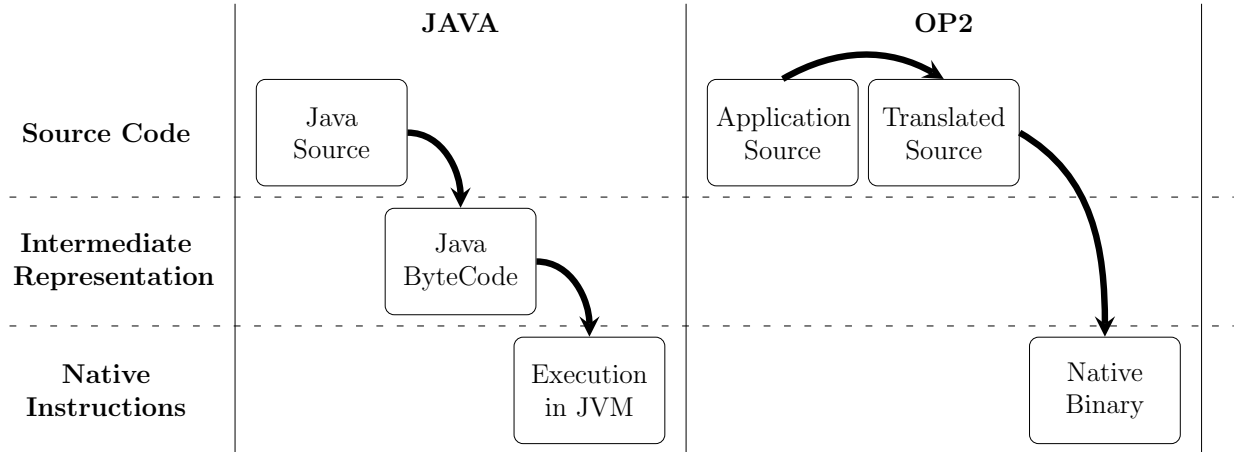 JAVA
OP2
Source Code
Java
Source
Application
Source
Translated
Source
Intermediate
Representation
Java
ByteCode
Native
Instructions
Execution
in JVM
Native
Binary